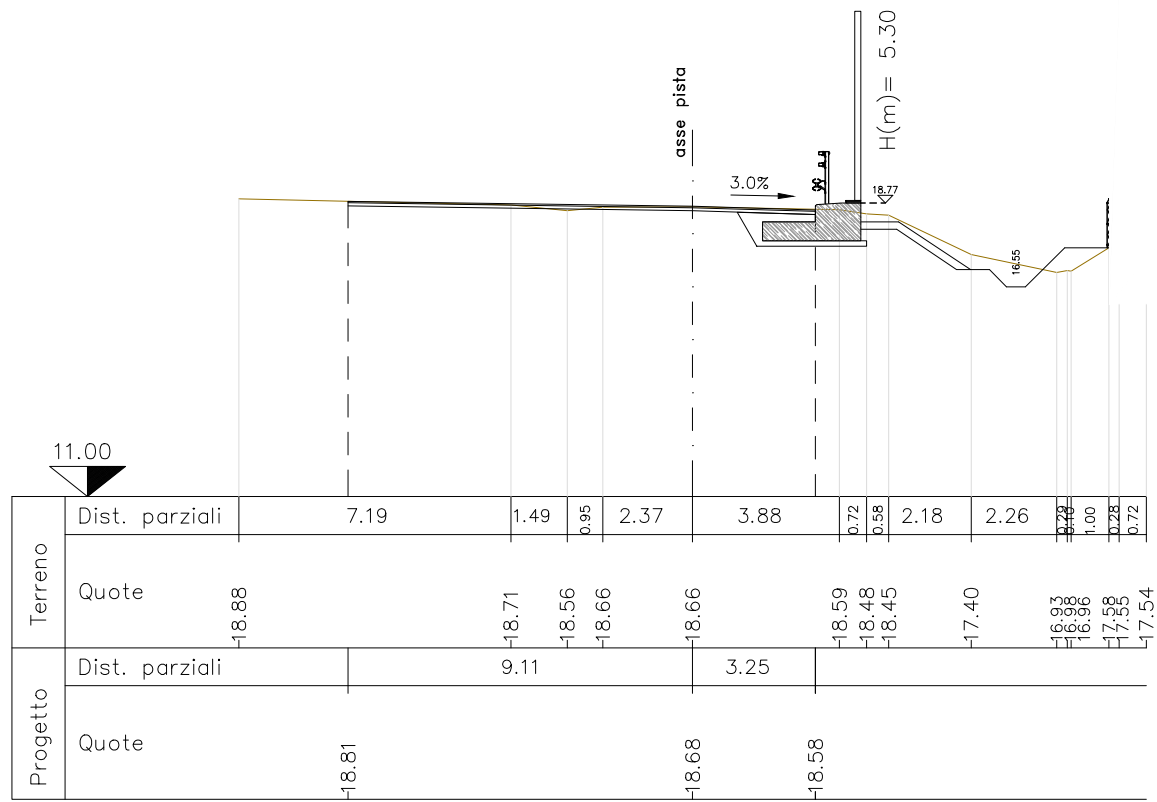 H(m)= 5.30
asse pista
3.0%
18.77
16.55
11.00
Terreno
Dist. parziali 7.19 1.49 0.95 2.37 3.88 0.72 0.58 2.18 2.26 0.29 0.10 1.00 0.28 0.72
Quote 18.88 18.71 18.56 18.66 18.66 18.59 18.48 18.45 17.40 16.93 16.98 16.96 17.58 17.55 17.54
Progetto
Dist. parziali 9.11 3.25
Quote 18.81 18.68 18.58